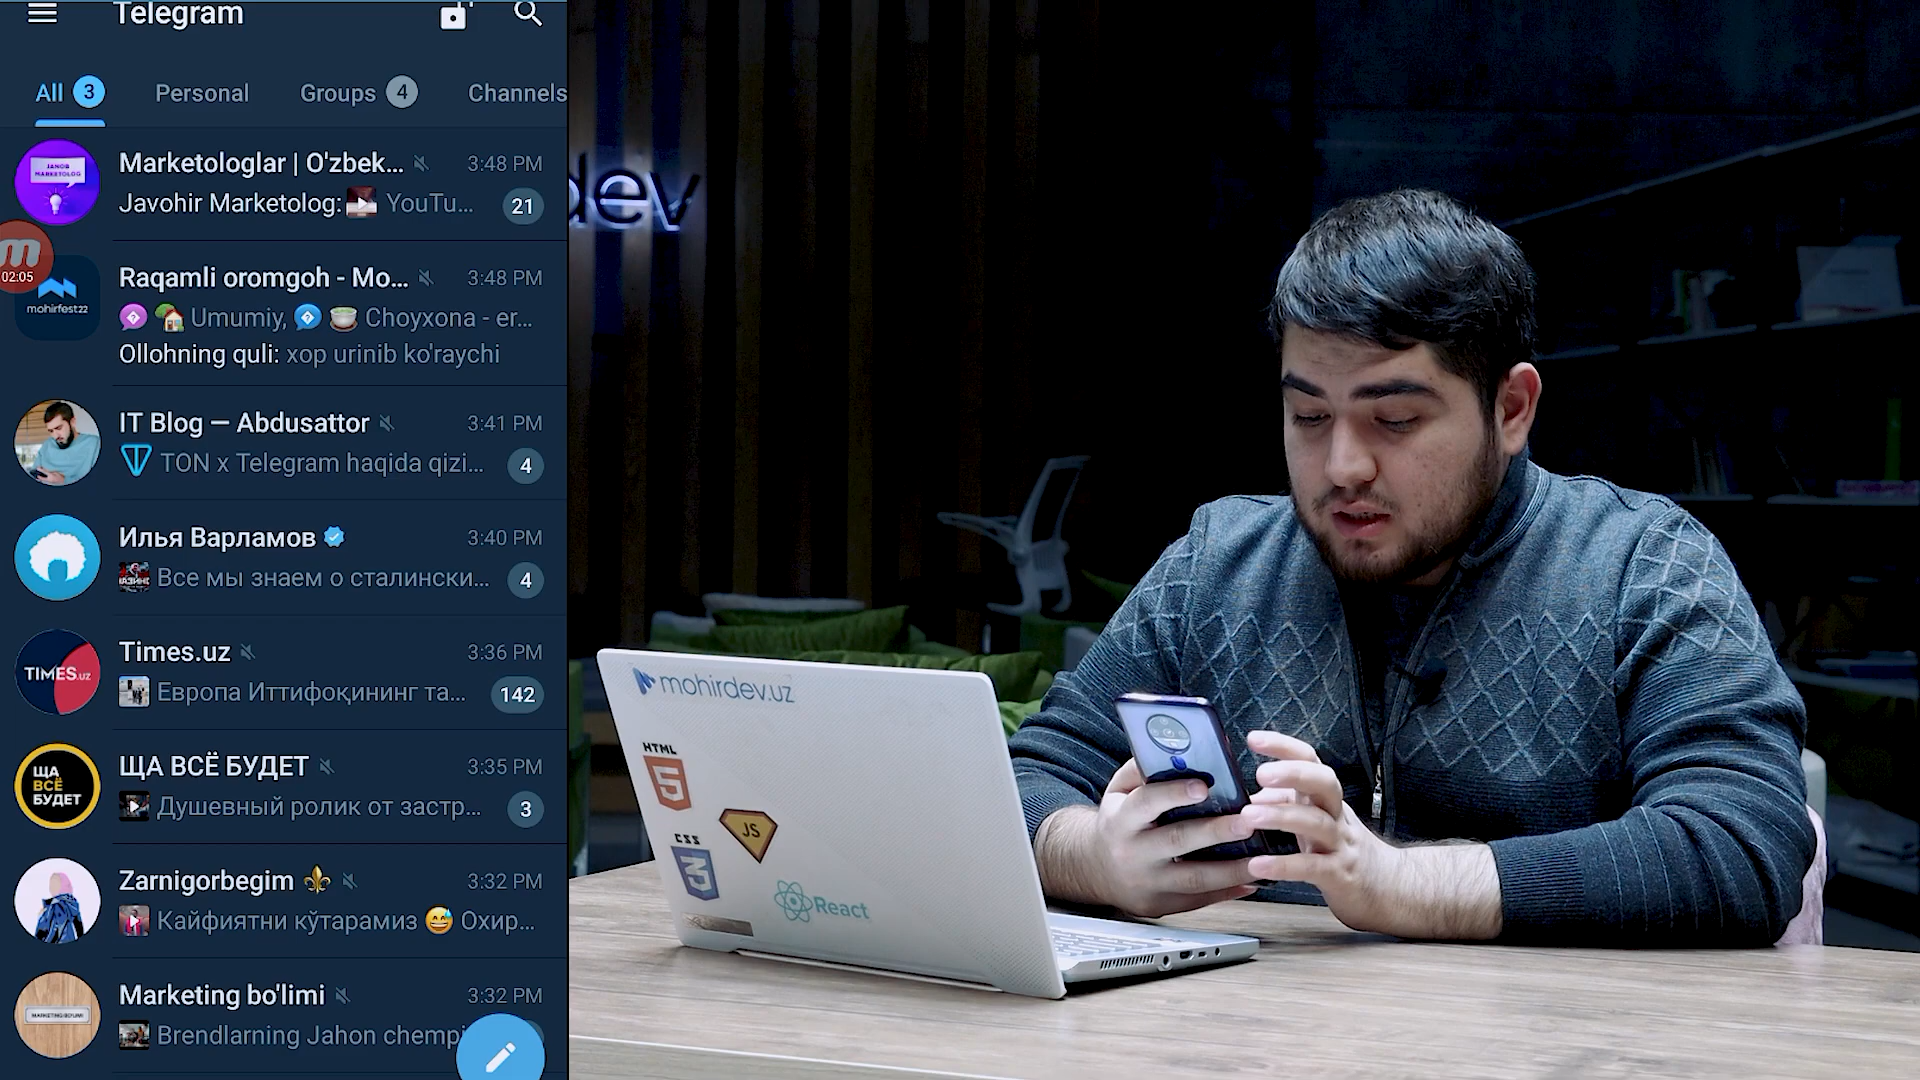 Telegram
All 3 Personal Groups 4 Channels
JANOB
MARKETOLOG
Marketologlar | O'zbek... 3:48 PM
Javohir Marketolog: YouTu... 21
m
02:05
mohirfest22
Raqamli oromgoh - Mo... 3:48 PM
Umumiy, Choyxona - er...
Ollohning quli: xop urinib ko'raychi
IT Blog — Abdusattor 3:41 PM
TON x Telegram haqida qizi... 4
Илья Варламов 3:40 PM
Все мы знаем о сталински... 4
TIMES.uz
Times.uz 3:36 PM
Европа Иттифоқининг та... 142
ЩА
ВСЁ
БУДЕТ
ЩА ВСЁ БУДЕТ 3:35 PM
Душевный ролик от застр... 3
Zarnigorbegim 3:32 PM
Кайфиятни кўтарамиз 😅 Охир...
MARKETING BO'LIMI
Marketing bo'limi 3:32 PM
Brendlarning Jahon chempi
dev
mohirdev.uz
HTML
5
JS
CSS
3
React